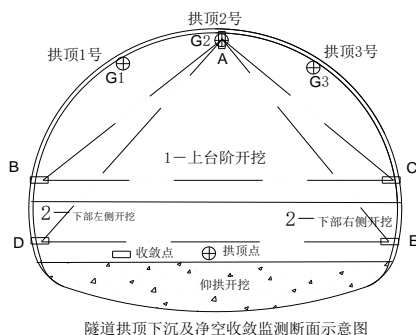 拱顶2号
拱顶1号
G2
拱顶3号
G1
A
G3
1-上台阶开挖
B
C
2-下部左侧开挖
2-下部右侧开挖
D
E
收敛点
拱顶点
仰拱开挖
隧道拱顶下沉及净空收敛监测断面示意图